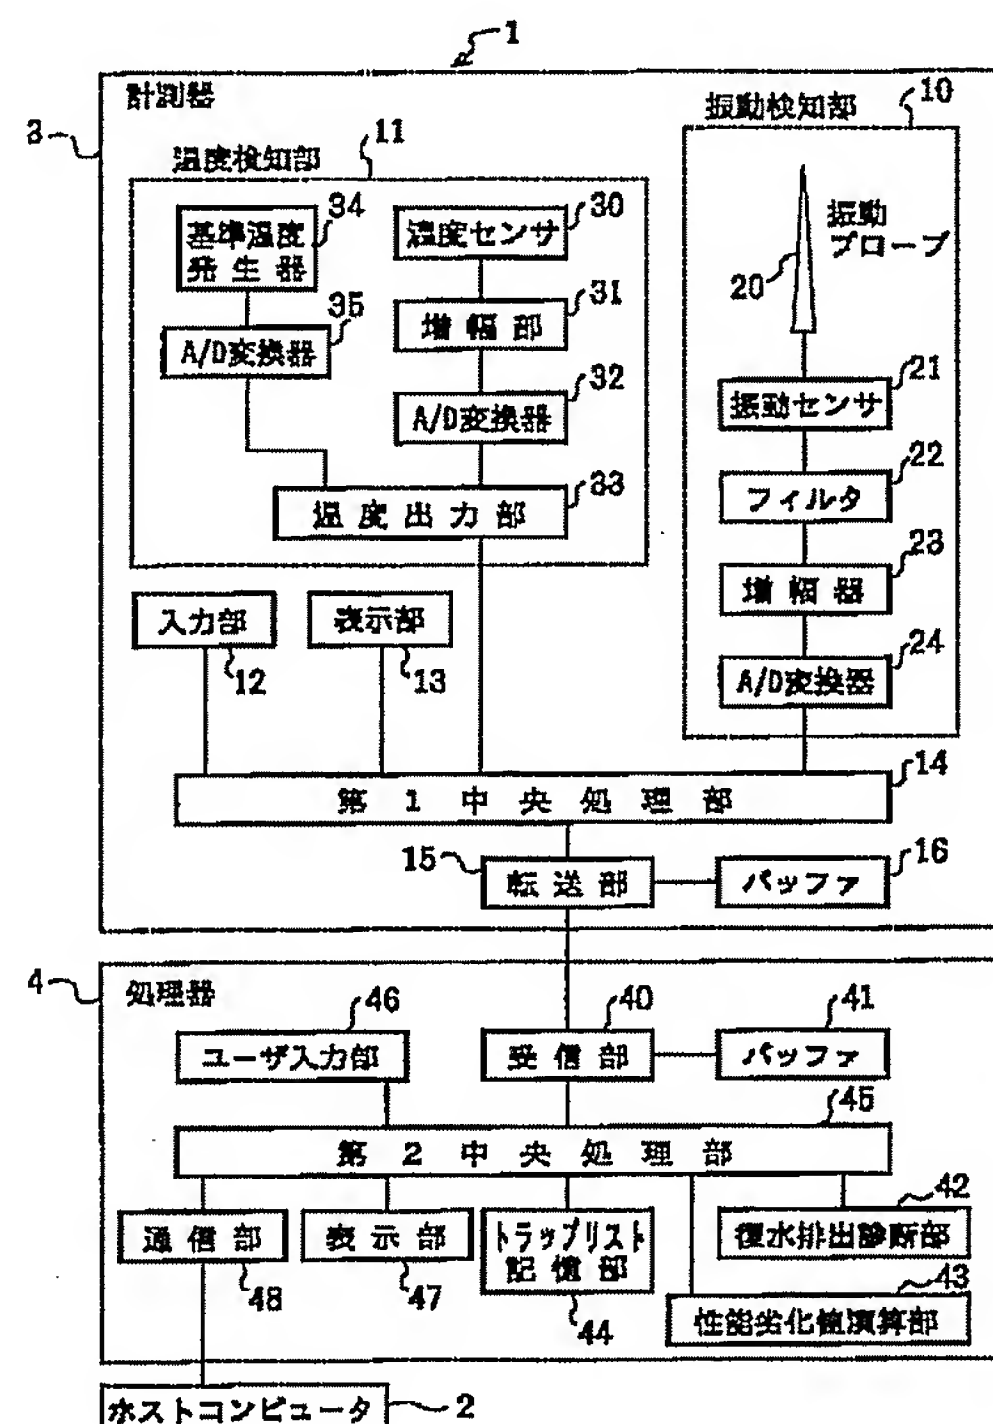 1
計測器
3
振動検知部
10
温度検知部
11
基準温度
発生器
34
温度センサ
30
振動
プローブ
20
増幅部
31
A/D変換器
35
A/D変換器
32
振動センサ
21
温度出力部
33
フィルタ
22
増幅器
23
入力部
12
表示部
13
A/D変換器
24
第1中央処理部
14
転送部
15
バッファ
16
4
処理器
ユーザ入力部
46
受信部
40
バッファ
41
第2中央処理部
45
通信部
48
表示部
47
トラップリスト
記憶部
44
復水排出診断部
42
性能劣化値演算部
43
ホストコンピュータ
2